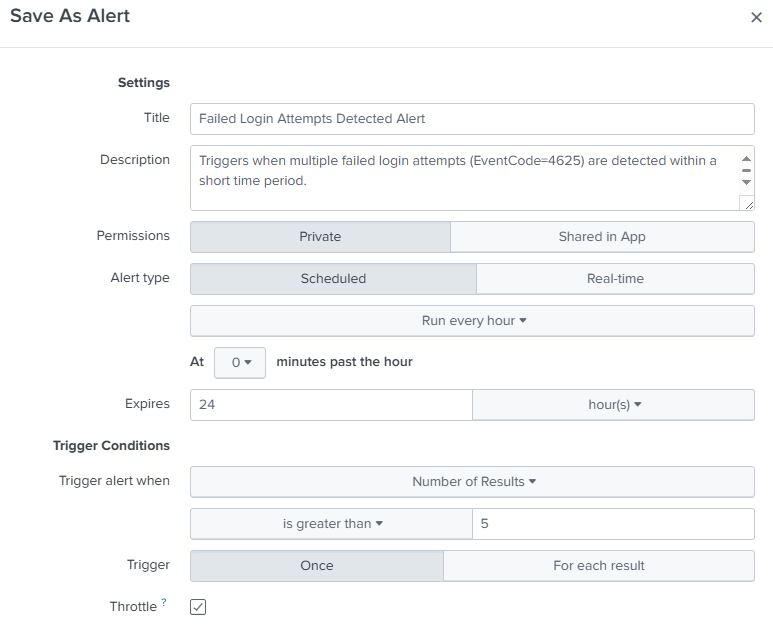 Save As Alert ×
Settings
Title Failed Login Attempts Detected Alert
Description Triggers when multiple failed login attempts (EventCode=4625) are detected within a
short time period.
Permissions Private Shared in App
Alert type Scheduled Real-time
Run every hour
At 0 minutes past the hour
Expires 24 hour(s)
Trigger Conditions
Trigger alert when Number of Results
is greater than 5
Trigger Once For each result
Throttle ?